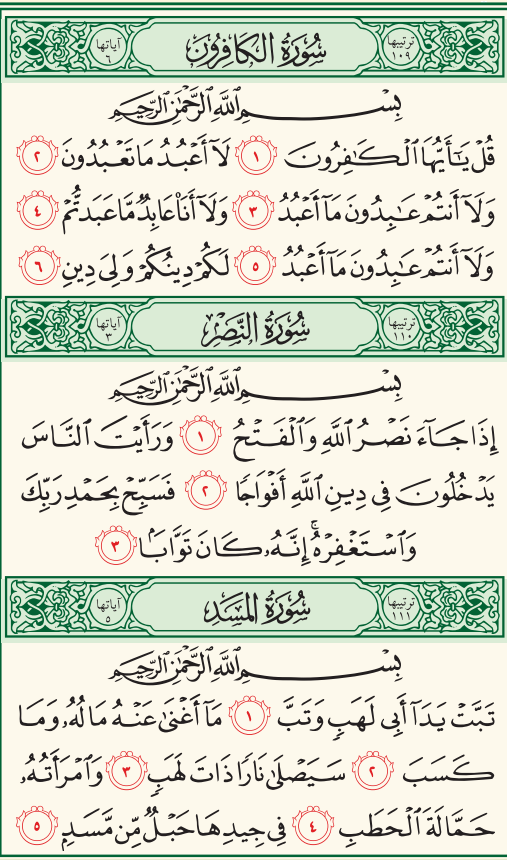 ترتيبها ١٠٩ سُورَةُ الكَافِرُونَ آياتها ٦
بِسْمِ اللَّهِ الرَّحْمَٰنِ الرَّحِيمِ
قُلْ يَٰٓأَيُّهَا ٱلْكَٰفِرُونَ ١ لَآ أَعْبُدُ مَا تَعْبُدُونَ ٢
وَلَآ أَنتُمْ عَٰبِدُونَ مَآ أَعْبُدُ ٣ وَلَآ أَنَا۠ عَابِدٌ مَّا عَبَدتُّمْ ٤
وَلَآ أَنتُمْ عَٰبِدُونَ مَآ أَعْبُدُ ٥ لَكُمْ دِينُكُمْ وَلِىَ دِينِ ٦
ترتيبها ١١٠ سُورَةُ النَّصْرِ آياتها ٣
بِسْمِ اللَّهِ الرَّحْمَٰنِ الرَّحِيمِ
إِذَا جَآءَ نَصْرُ ٱللَّهِ وَٱلْفَتْحُ ١ وَرَأَيْتَ ٱلنَّاسَ
يَدْخُلُونَ فِى دِينِ ٱللَّهِ أَفْوَاجًا ٢ فَسَبِّحْ بِحَمْدِ رَبِّكَ
وَٱسْتَغْفِرْهُ ۚ إِنَّهُۥ كَانَ تَوَّابًۢا ٣
ترتيبها ١١١ سُورَةُ المَسَدِ آياتها ٥
بِسْمِ اللَّهِ الرَّحْمَٰنِ الرَّحِيمِ
تَبَّتْ يَدَآ أَبِى لَهَبٍ وَتَبَّ ١ مَآ أَغْنَىٰ عَنْهُ مَالُهُۥ وَمَا
كَسَبَ ٢ سَيَصْلَىٰ نَارًا ذَاتَ لَهَبٍ ٣ وَٱمْرَأَتُهُۥ
حَمَّالَةَ ٱلْحَطَبِ ٤ فِى جِيدِهَا حَبْلٌ مِّن مَّسَدٍۭ ٥